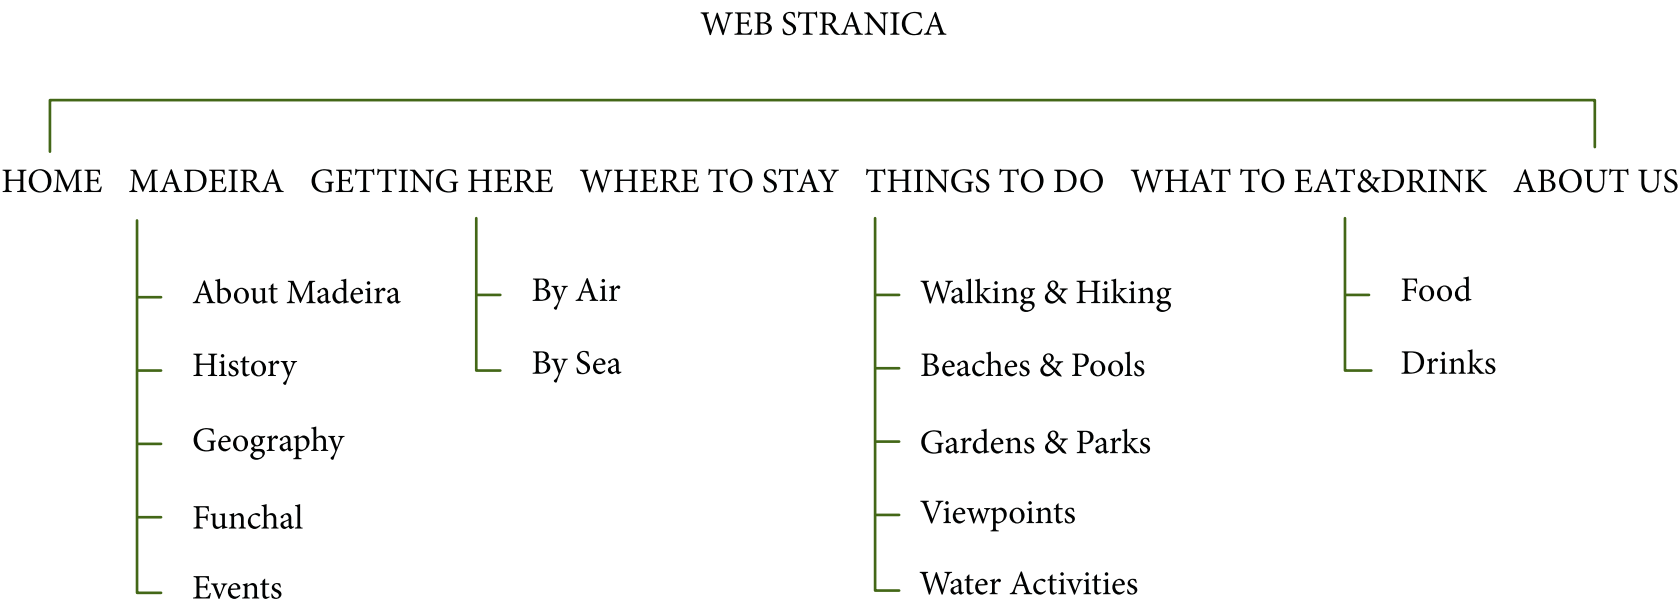 WEB STRANICA
HOME MADEIRA GETTING HERE WHERE TO STAY THINGS TO DO WHAT TO EAT&DRINK ABOUT US
About Madeira
History
Geography
Funchal
Events
By Air
By Sea
Walking & Hiking
Beaches & Pools
Gardens & Parks
Viewpoints
Water Activities
Food
Drinks